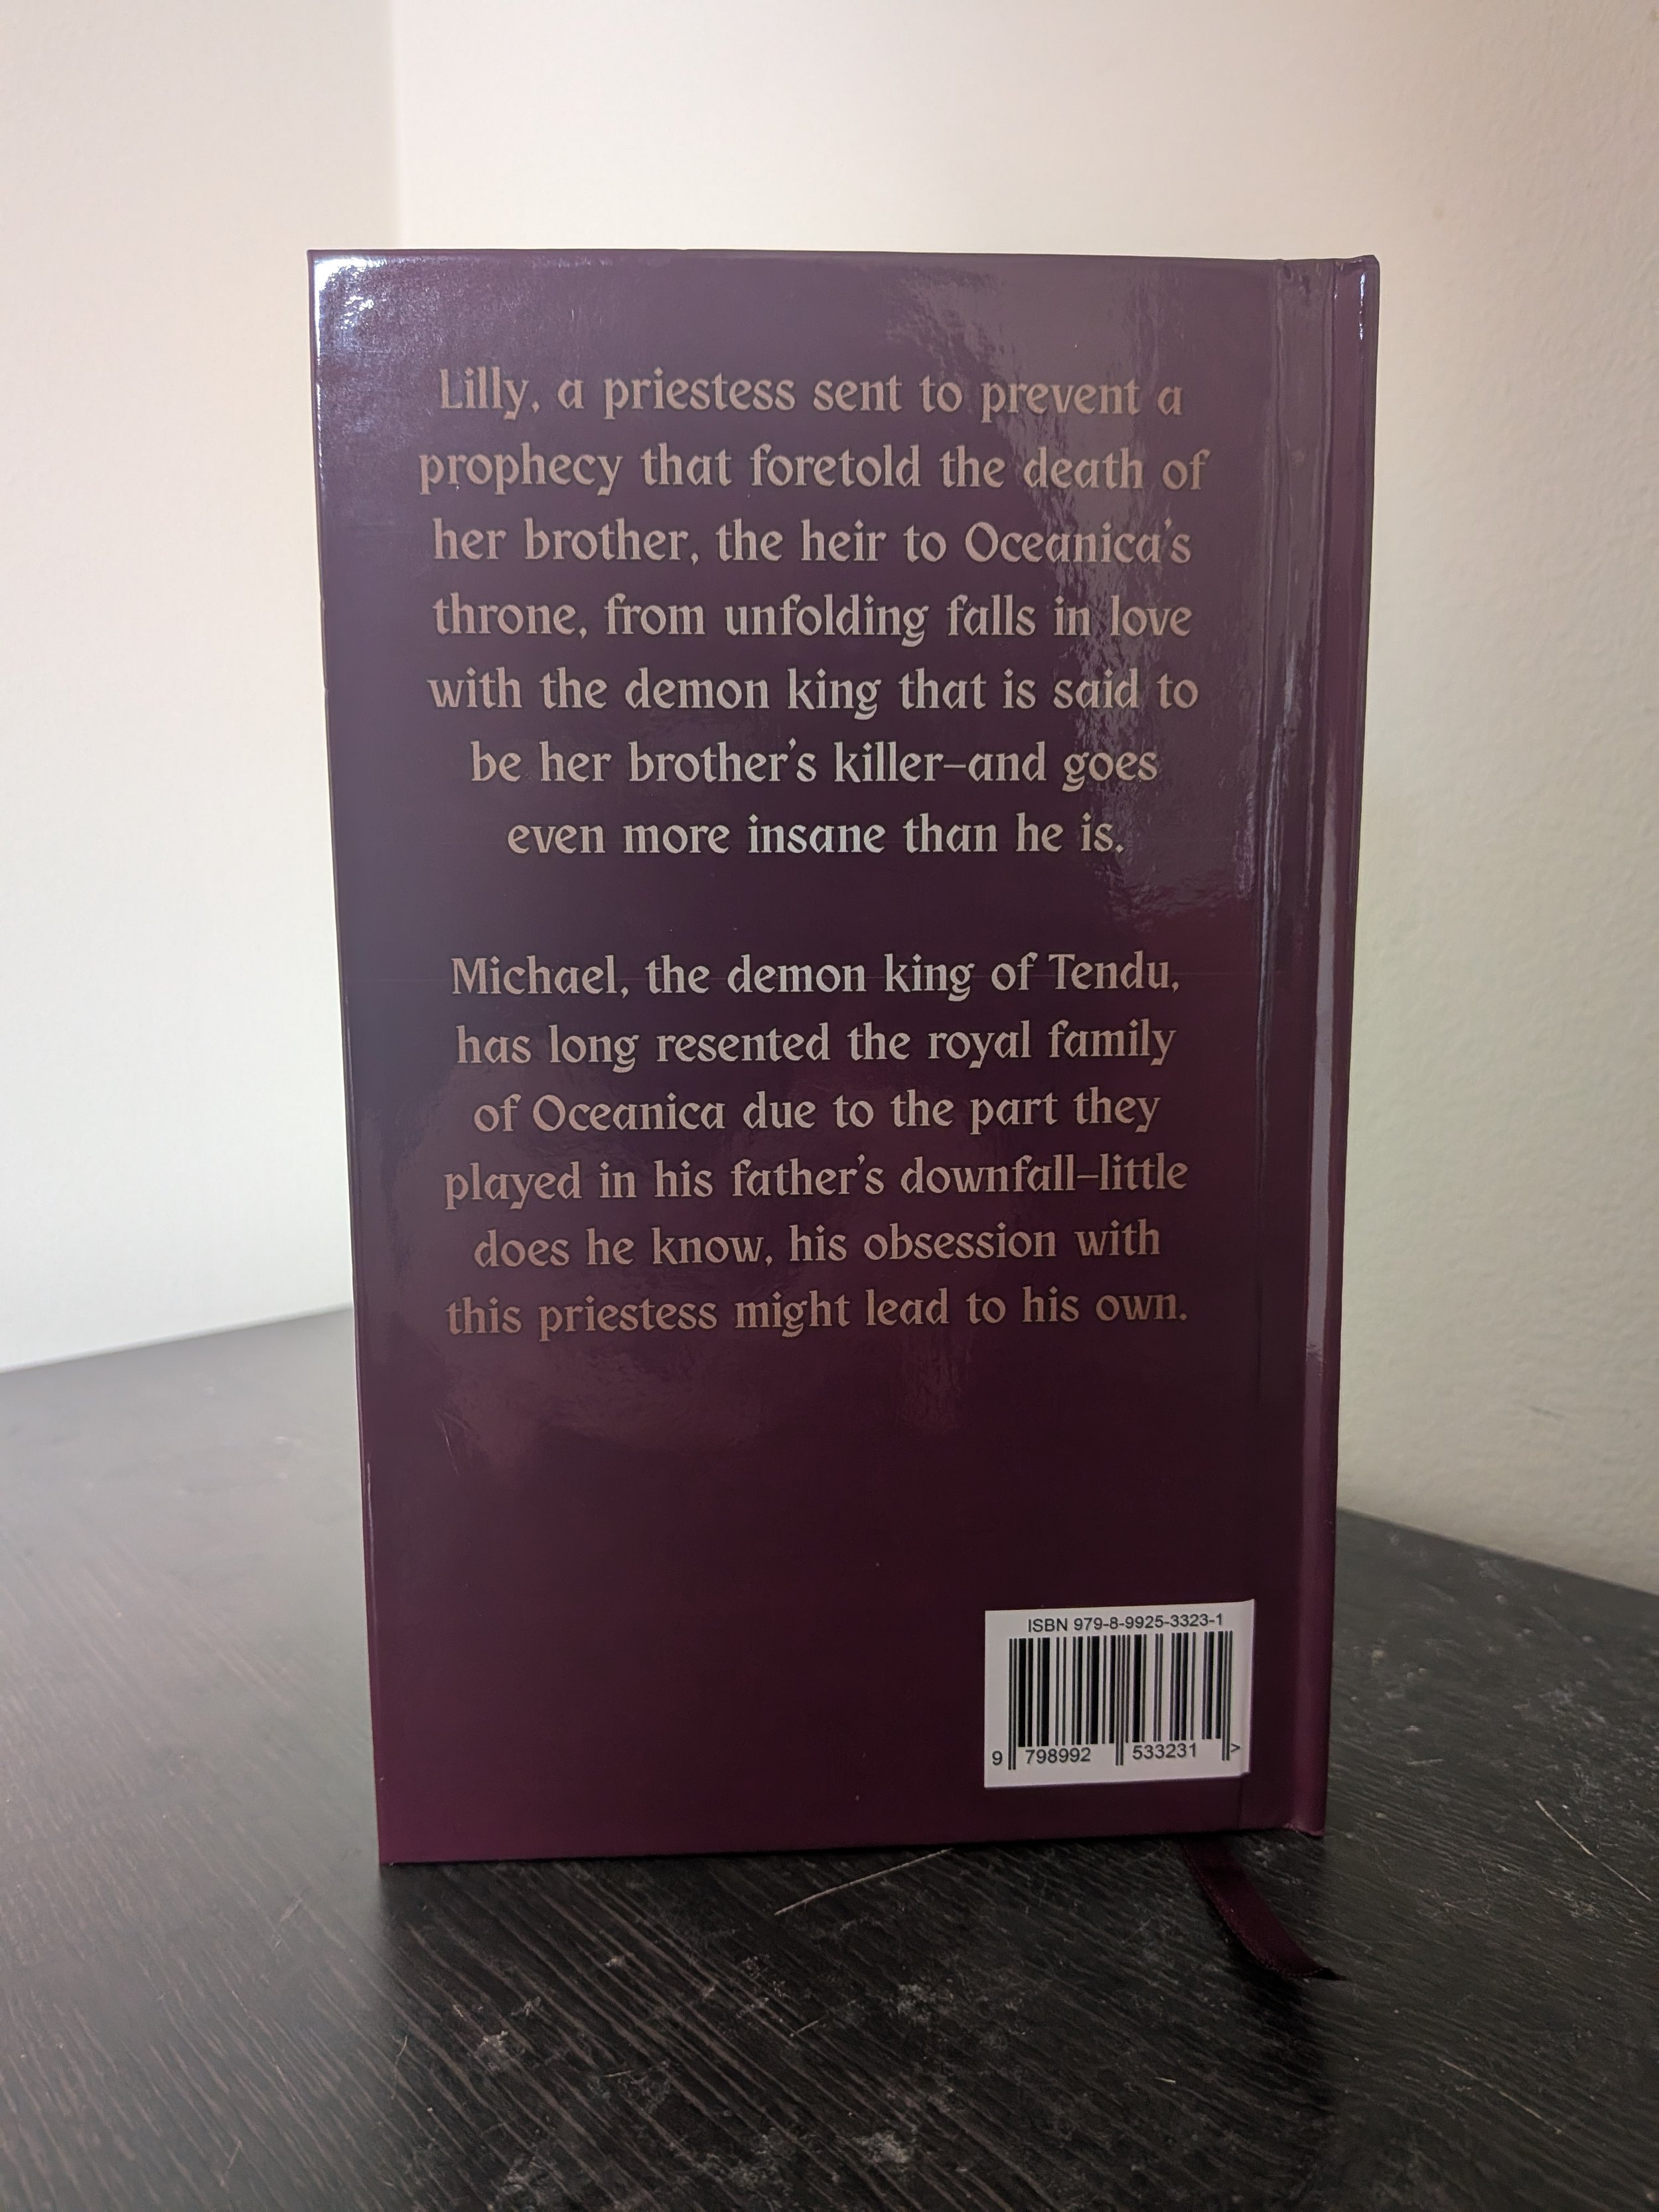 Lilly, a priestess sent to prevent a
prophecy that foretold the death of
her brother, the heir to Oceanica's
throne, from unfolding falls in love
with the demon king that is said to
be her brother's killer–and goes
even more insane than he is.
Michael, the demon king of Tendu,
has long resented the royal family
of Oceanica due to the part they
played in his father's downfall–little
does he know, his obsession with
this priestess might lead to his own.
ISBN 979-8-9925-3323-1
9 798992 533231 >